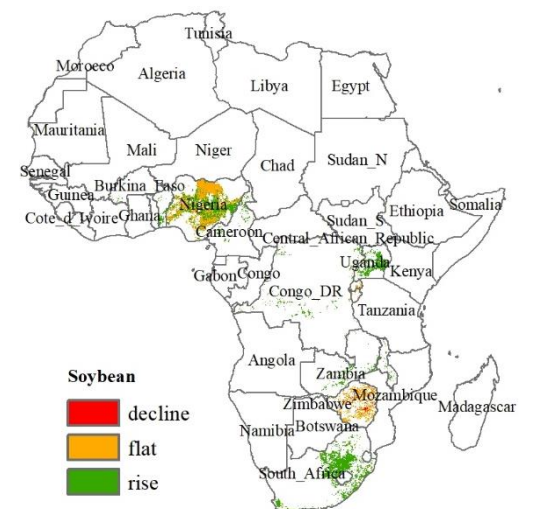 Tunisia
Morocco
Algeria
Libya
Egypt
Mauritania
Mali
Niger
Chad
Sudan_N
Senegal
Burkina_Faso
Guinea
Nigeria
Ethiopia
Somalia
Cote_d'Ivoire
Ghana
Sudan_S
Cameroon
Central_African_Republic
Uganda
Kenya
Gabon
Congo
Congo_DR
Tanzania
Angola
Zambia
Mozambique
Zimbabwe
Madagascar
Namibia
Botswana
South_Africa
Soybean
decline
flat
rise